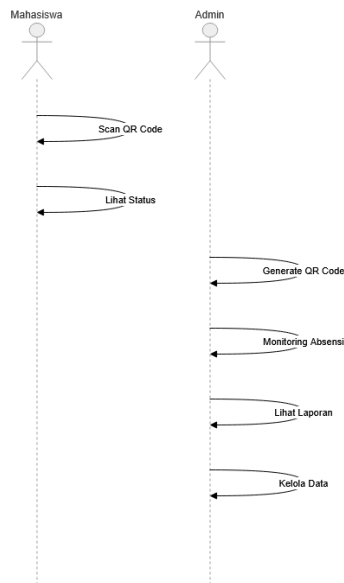 Mahasiswa
Admin
Scan QR Code
Lihat Status
Generate QR Code
Monitoring Absensi
Lihat Laporan
Kelola Data